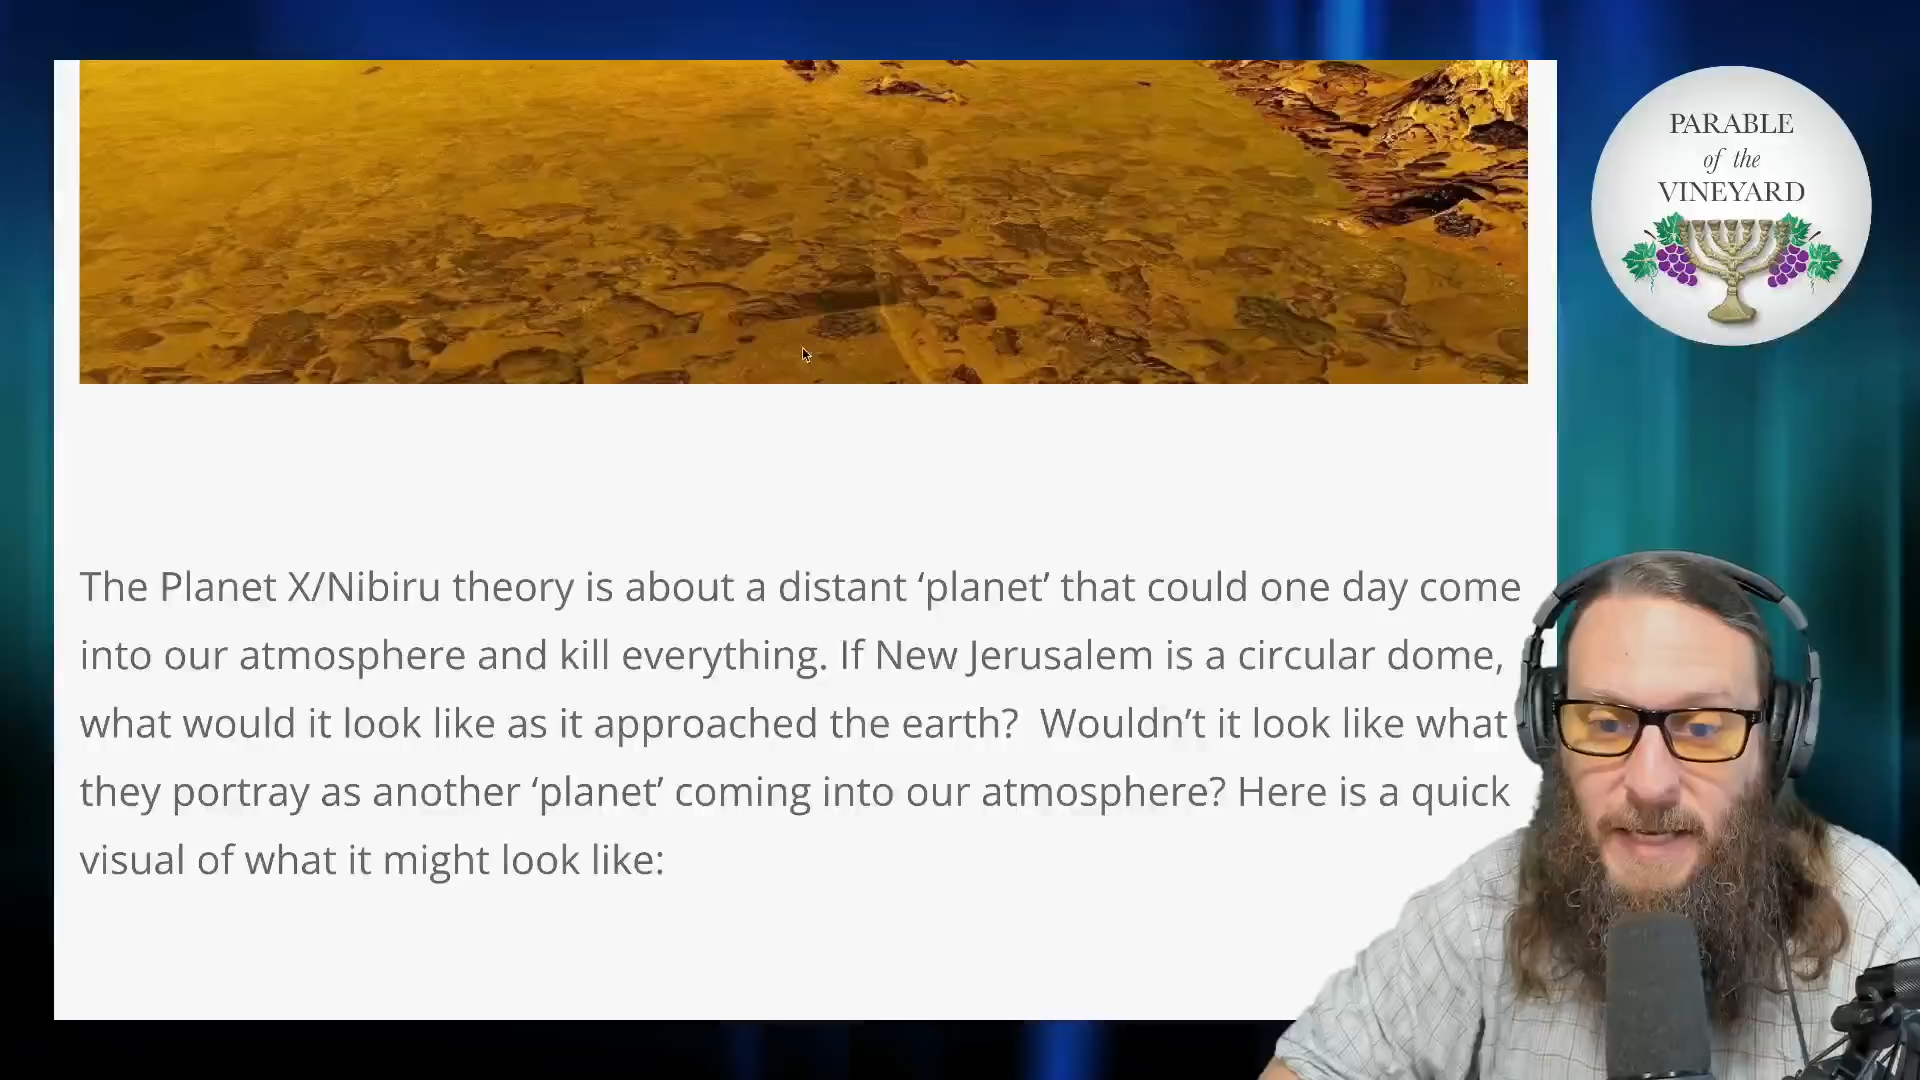 PARABLE
of the
VINEYARD
The Planet X/Nibiru theory is about a distant ‘planet’ that could one day come
into our atmosphere and kill everything. If New Jerusalem is a circular dome,
what would it look like as it approached the earth?  Wouldn’t it look like what
they portray as another ‘planet’ coming into our atmosphere? Here is a quick
visual of what it might look like: